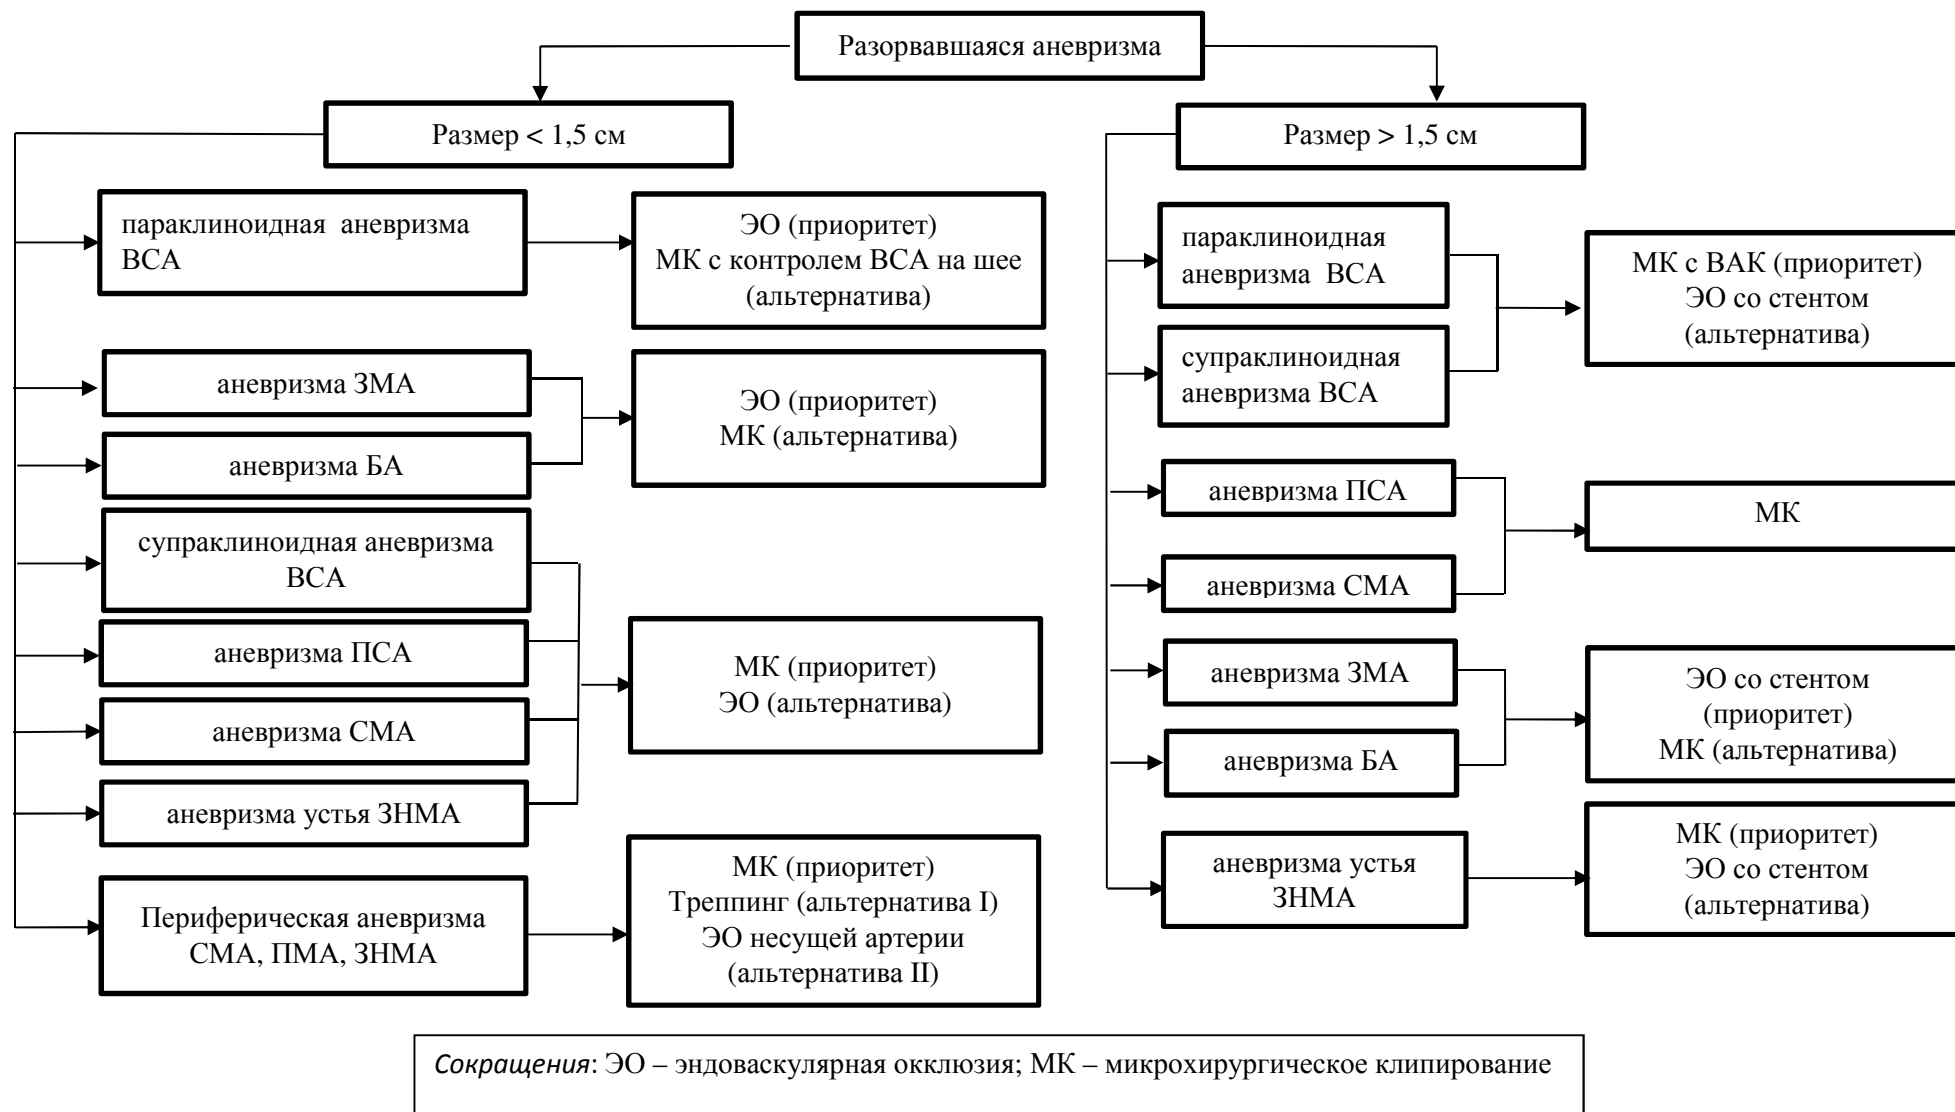 Разорвавшаяся аневризма
Размер < 1,5 см
параклиноидная аневризма
ВСА
ЭО (приоритет)
МК с контролем ВСА на шее
(альтернатива)
аневризма ЗМА
аневризма БА
ЭО (приоритет)
МК (альтернатива)
супраклиноидная аневризма
ВСА
аневризма ПСА
аневризма СМА
аневризма устья ЗНМА
МК (приоритет)
ЭО (альтернатива)
Периферическая аневризма
СМА, ПМА, ЗНМА
МК (приоритет)
Треппинг (альтернатива I)
ЭО несущей артерии
(альтернатива II)
Размер > 1,5 см
параклиноидная
аневризма ВСА
супраклиноидная
аневризма ВСА
МК с ВАК (приоритет)
ЭО со стентом
(альтернатива)
аневризма ПСА
аневризма СМА
МК
аневризма ЗМА
аневризма БА
ЭО со стентом
(приоритет)
МК (альтернатива)
аневризма устья
ЗНМА
МК (приоритет)
ЭО со стентом
(альтернатива)
Сокращения: ЭО – эндоваскулярная окклюзия; МК – микрохирургическое клипирование